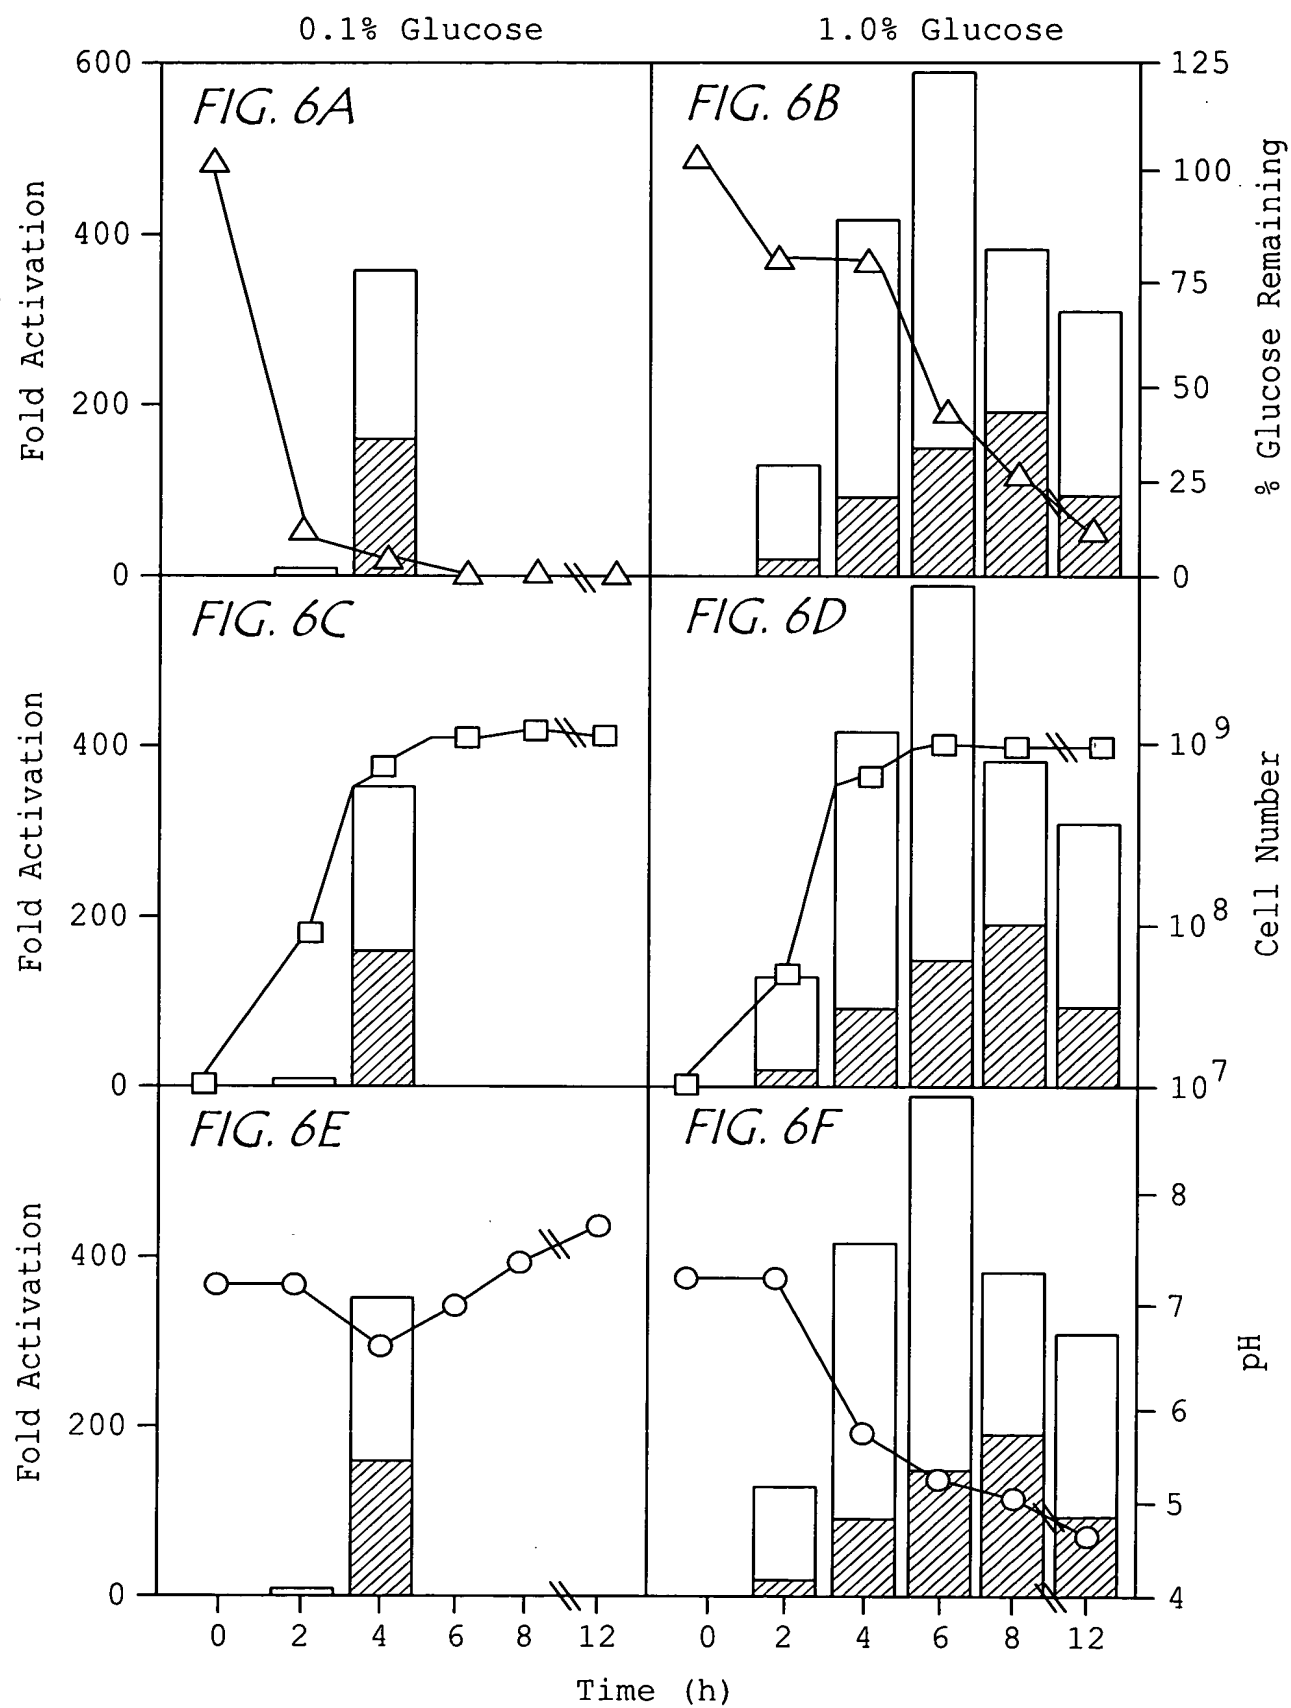 0.1% Glucose 1.0% Glucose
600 125
FIG. 6A FIG. 6B
100
400
75
50
200
25
0 0
Fold Activation % Glucose Remaining
FIG. 6C FIG. 6D
400 10^9
200 10^8
0 10^7
Fold Activation Cell Number
FIG. 6E FIG. 6F
8
400
7
6
200
5
0 4
Fold Activation pH
0 2 4 6 8 12 0 2 4 6 8 12
Time (h)